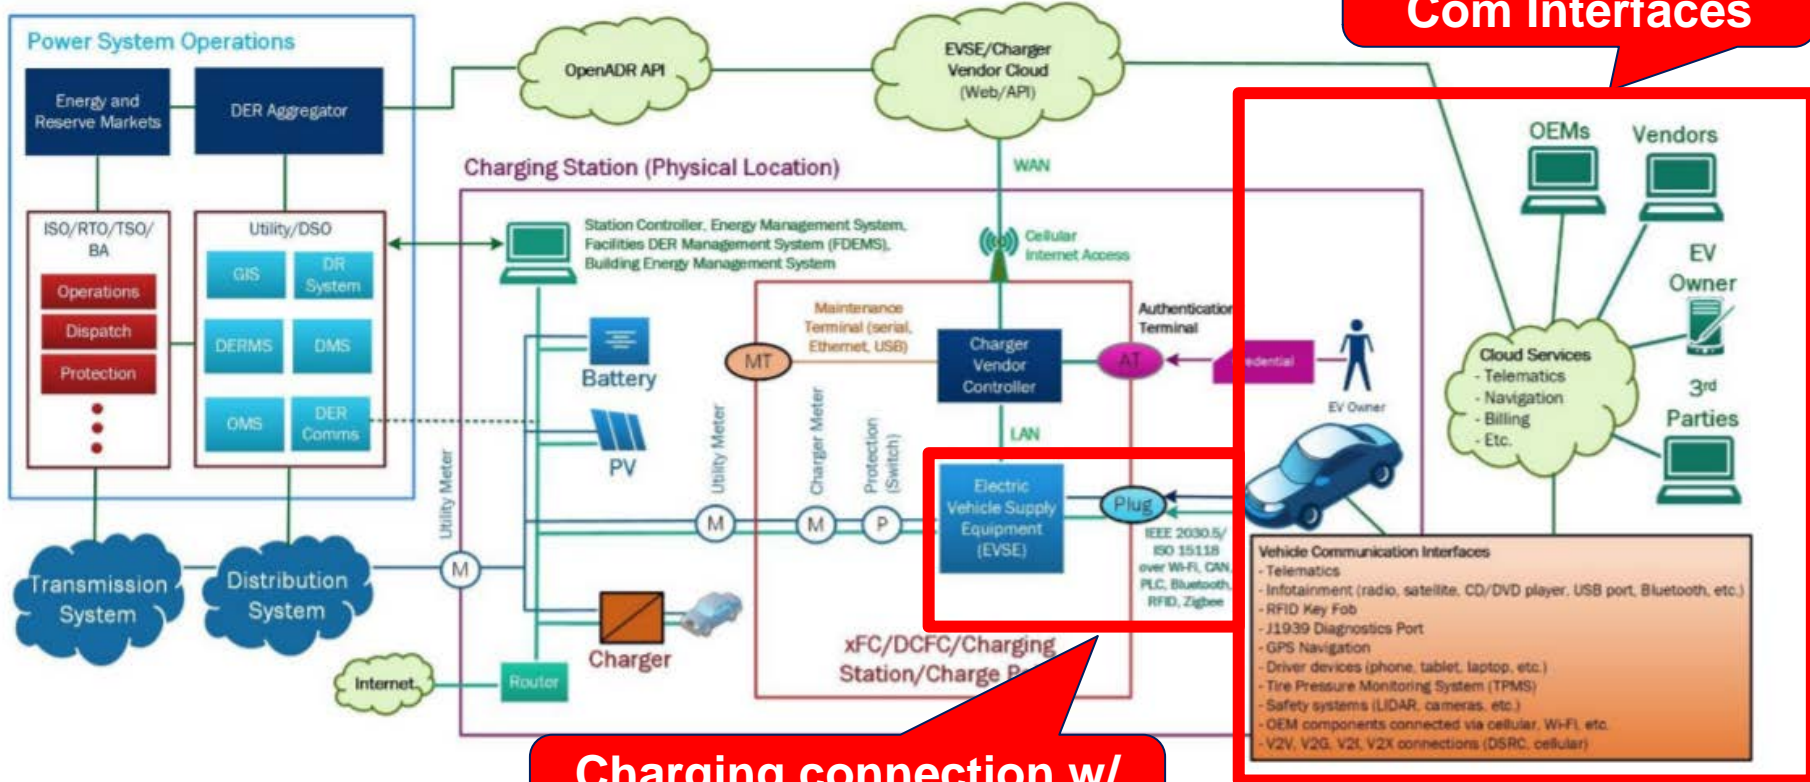 Com Interfaces
Power System Operations
Energy and
Reserve Markets
DER Aggregator
OpenADR API
EVSE/Charger
Vendor Cloud
(Web/API)
WAN
Charging Station (Physical Location)
ISO/RTO/TSO/
BA
Operations
Dispatch
Protection
Utility/DSO
GIS
DR
System
DERMS
DMS
OMS
DER
Comms
Station Controller, Energy Management System,
Facilities DER Management System (FDEMS),
Building Energy Management System
Cellular
Internet Access
Maintenance
Terminal (serial,
Ethernet, USB)
MT
Charger
Vendor
Controller
Authentication
Terminal
AT
EV Owner
Battery
PV
LAN
Utility Meter
M
Utility Meter
M
Charger Meter
M
Protection
(Switch)
P
Electric
Vehicle Supply
Equipment
(EVSE)
Plug
IEEE 2030.5/
ISO 15118
over Wi-Fi, CAN,
PLC, Bluetooth,
RFID, Zigbee
Transmission
System
Distribution
System
Charger
Internet
Router
xFC/DCFC/Charging
Station/Charge
Charging connection w/
OEMs
Vendors
EV
Owner
3rd
Parties
Cloud Services
- Telematics
- Navigation
- Billing
- Etc.
Vehicle Communication Interfaces
- Telematics
- Infotainment (radio, satellite, CD/DVD player, USB port, Bluetooth, etc.)
- RFID Key Fob
- J1939 Diagnostics Port
- GPS Navigation
- Driver devices (phone, tablet, laptop, etc.)
- Tire Pressure Monitoring System (TPMS)
- Safety systems (LIDAR, cameras, etc.)
- OEM components connected via cellular, Wi-Fi, etc.
- V2V, V2G, V2I, V2X connections (DSRC, cellular)